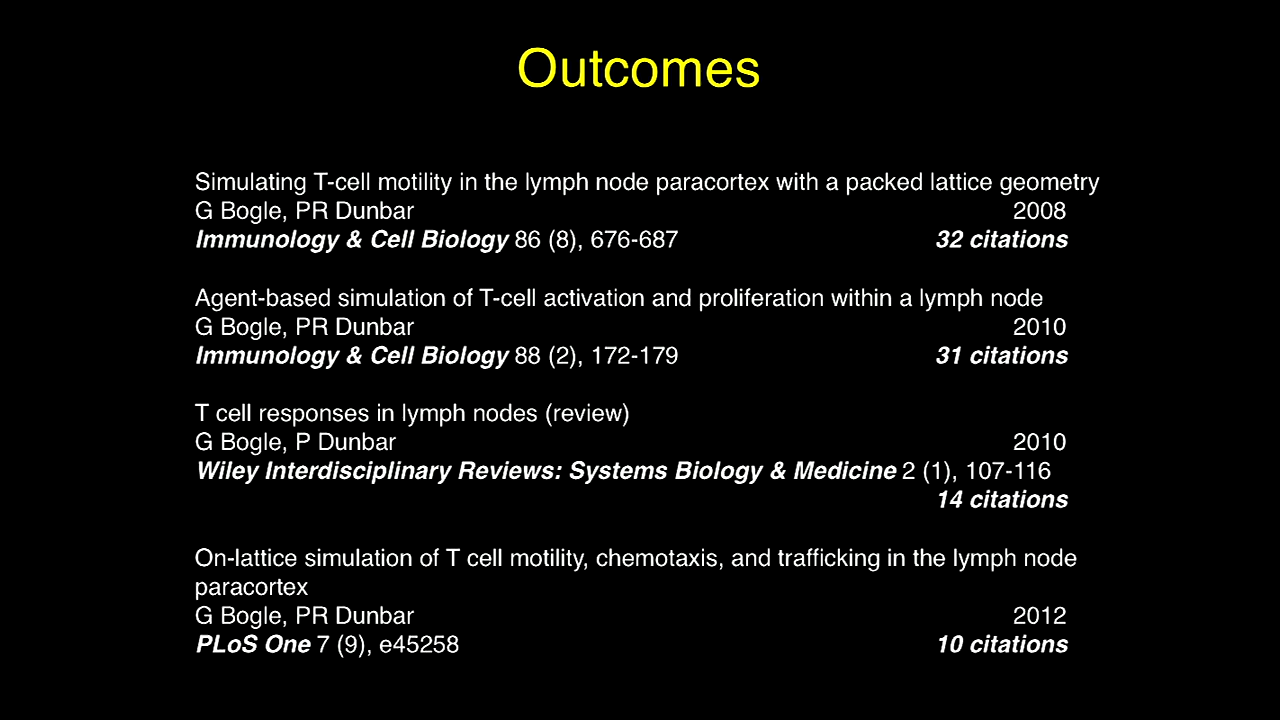 Outcomes
Simulating T-cell motility in the lymph node paracortex with a packed lattice geometry
G Bogle, PR Dunbar 2008
Immunology & Cell Biology 86 (8), 676-687 32 citations
Agent-based simulation of T-cell activation and proliferation within a lymph node
G Bogle, PR Dunbar 2010
Immunology & Cell Biology 88 (2), 172-179 31 citations
T cell responses in lymph nodes (review)
G Bogle, P Dunbar 2010
Wiley Interdisciplinary Reviews: Systems Biology & Medicine 2 (1), 107-116
14 citations
On-lattice simulation of T cell motility, chemotaxis, and trafficking in the lymph node
paracortex
G Bogle, PR Dunbar 2012
PLoS One 7 (9), e45258 10 citations